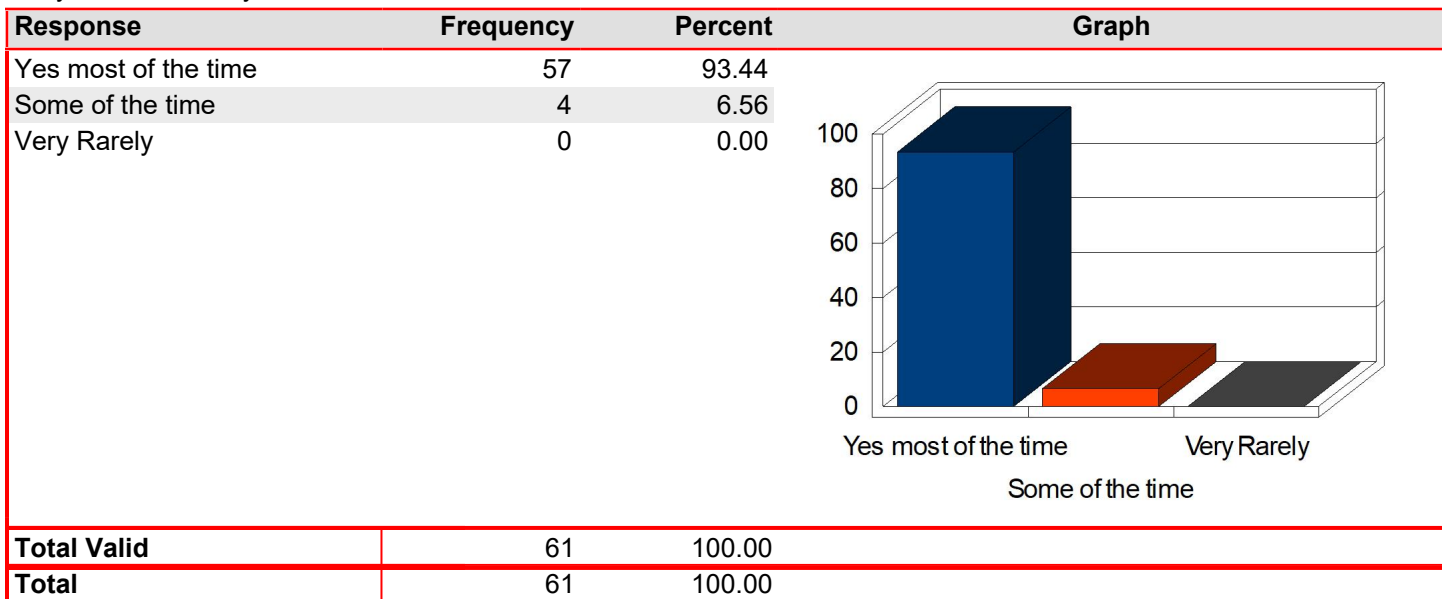 Response Frequency Percent Graph
Yes most of the time 57 93.44
Some of the time 4 6.56
Very Rarely 0 0.00
100
80
60
40
20
0
Yes most of the time Very Rarely
Some of the time
Total Valid 61 100.00
Total 61 100.00